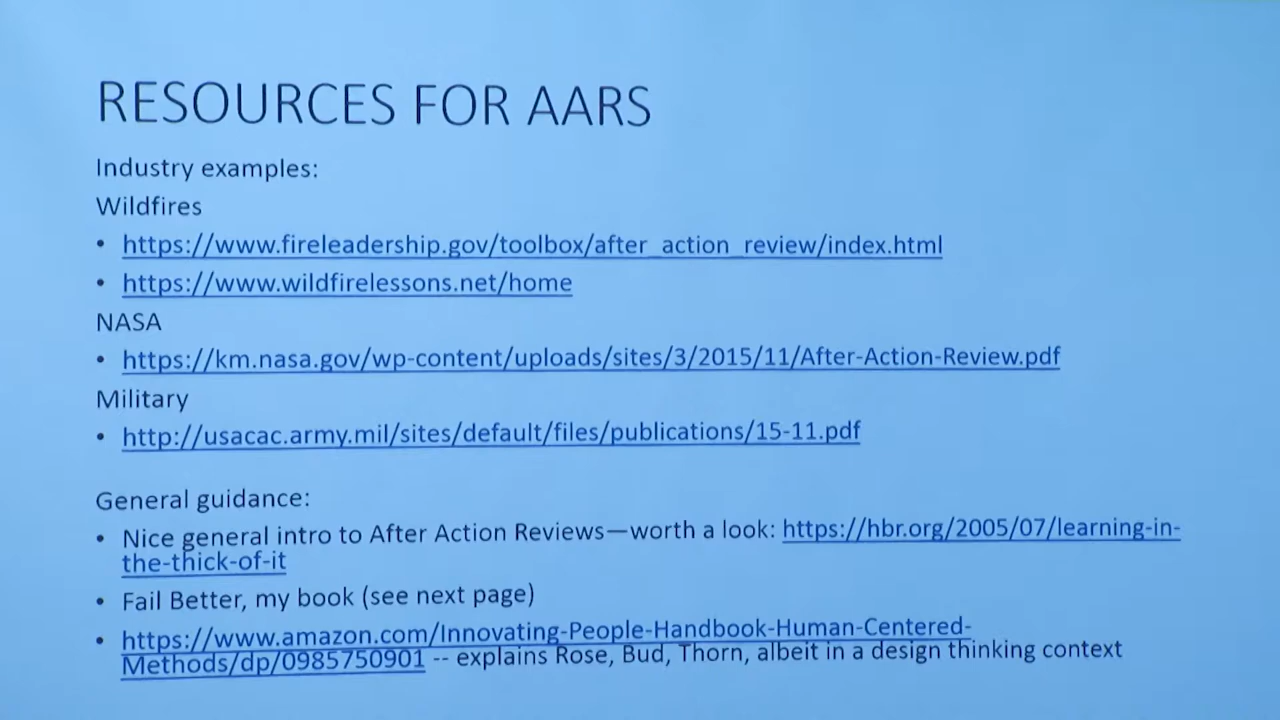 RESOURCES FOR AARS
Industry examples:
Wildfires
• https://www.fireleadership.gov/toolbox/after_action_review/index.html
• https://www.wildfirelessons.net/home
NASA
• https://km.nasa.gov/wp-content/uploads/sites/3/2015/11/After-Action-Review.pdf
Military
• http://usacac.army.mil/sites/default/files/publications/15-11.pdf
General guidance:
• Nice general intro to After Action Reviews—worth a look: https://hbr.org/2005/07/learning-in-
the-thick-of-it
• Fail Better, my book (see next page)
• https://www.amazon.com/Innovating-People-Handbook-Human-Centered-
Methods/dp/0985750901 -- explains Rose, Bud, Thorn, albeit in a design thinking context